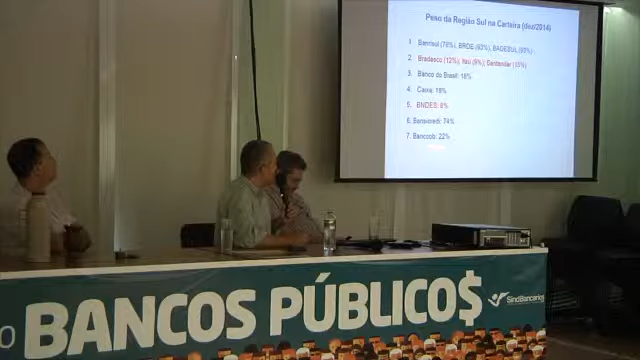 Peso da Região Sul na Carteira (dez/2014)
1. Banrisul (76%), BRDE (83%), BADESUL (99%)
2. Bradesco (12%); Itaú (9%); Santander (15%)
3. Banco do Brasil: 18%
4. Caixa: 18%
5. BNDES: 8%
6. Bansicredi: 74%
7. Bancoob: 22%
O BANCOS PÚBLICO$
SindBancários